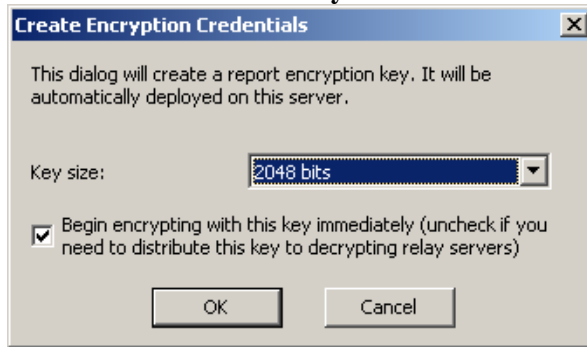 Create Encryption Credentials
This dialog will create a report encryption key. It will be
automatically deployed on this server.
Key size:
2048 bits
Begin encrypting with this key immediately (uncheck if you
need to distribute this key to decrypting relay servers)
OK
Cancel